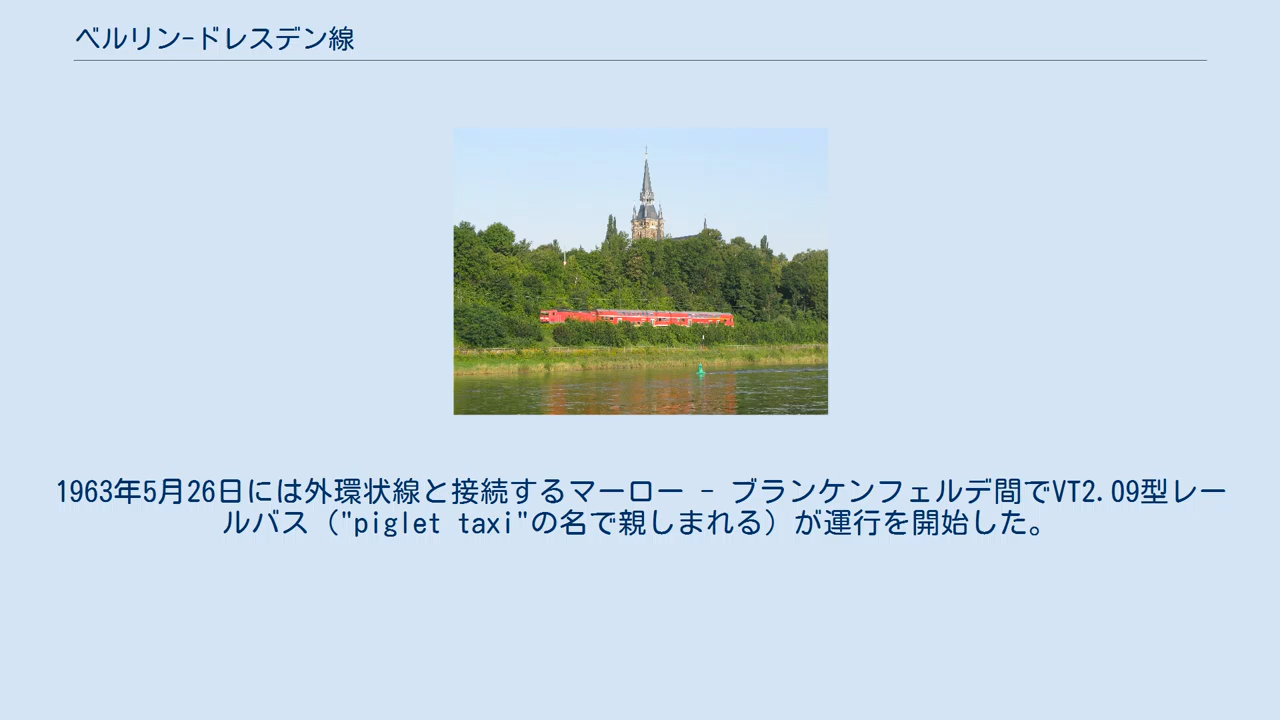 ベルリン-ドレスデン線
1963年5月26日には外環状線と接続するマーロー - ブランケンフェルデ間でVT2.09型レー
ルバス（"piglet taxi"の名で親しまれる）が運行を開始した。